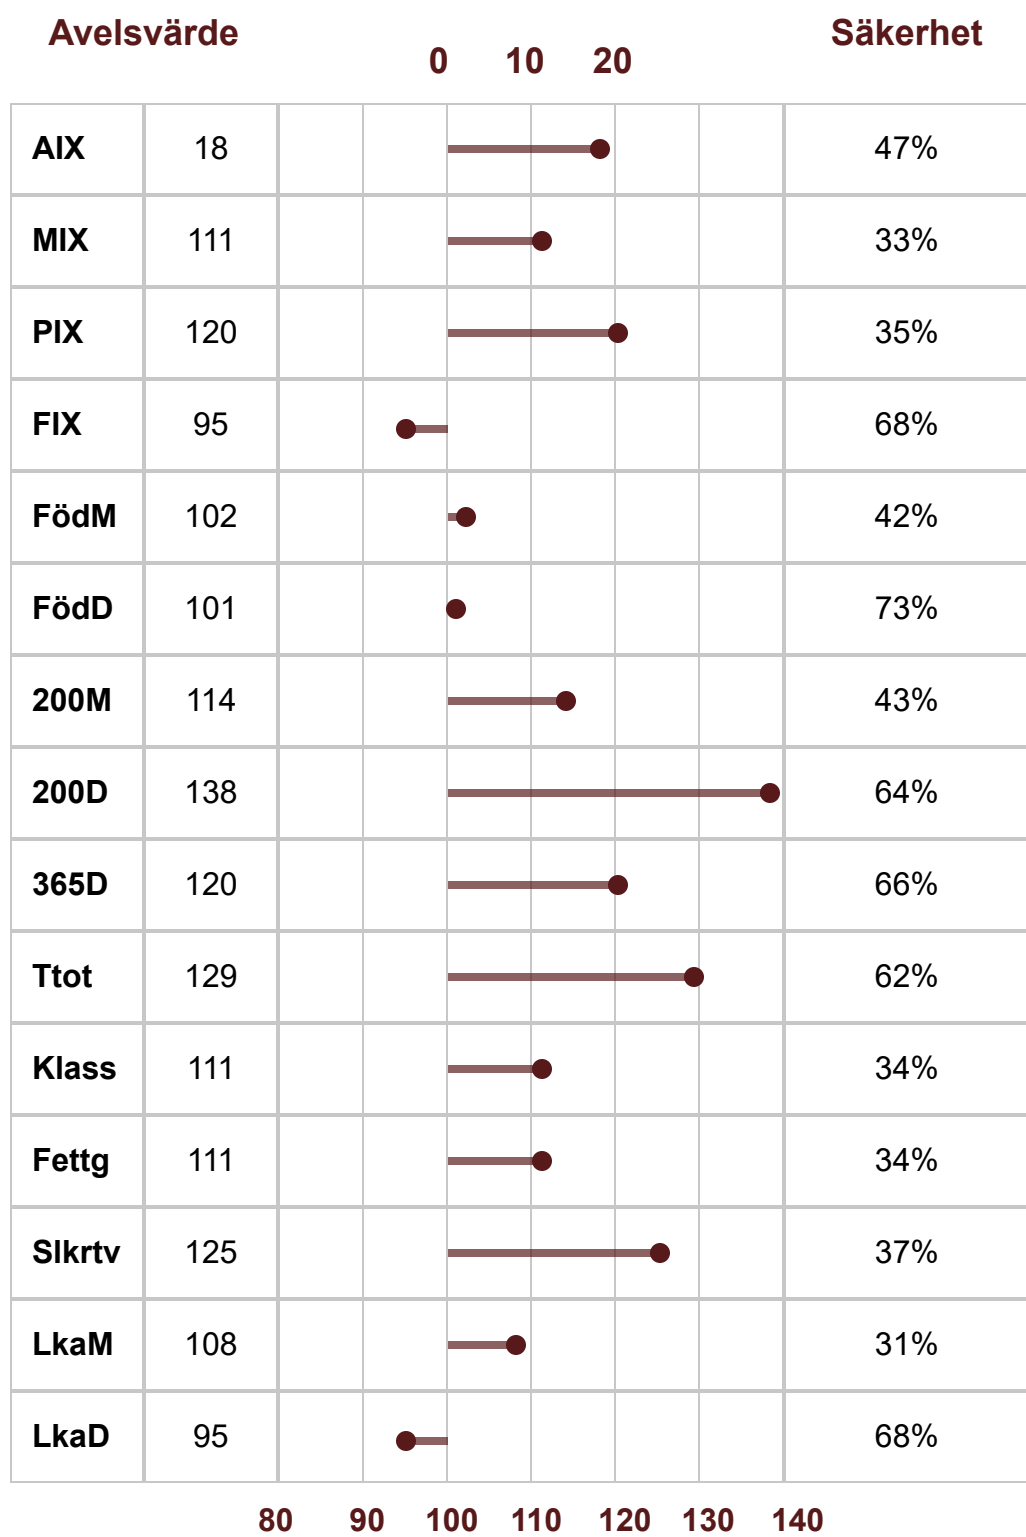 Avelsvärde Säkerhet
0 10 20
AIX 18 47%
MIX 111 33%
PIX 120 35%
FIX 95 68%
FödM 102 42%
FödD 101 73%
200M 114 43%
200D 138 64%
365D 120 66%
Ttot 129 62%
Klass 111 34%
Fettg 111 34%
Slkrtv 125 37%
LkaM 108 31%
LkaD 95 68%
80 90 100 110 120 130 140